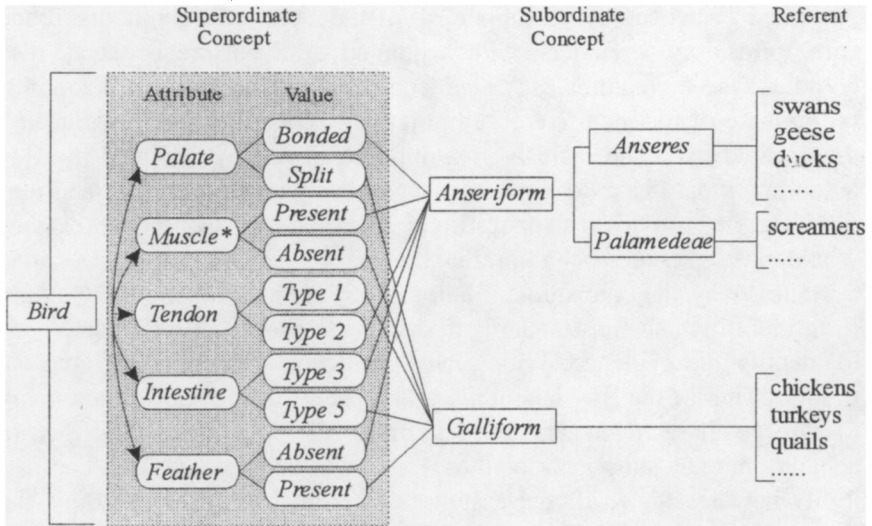 Superordinate
Concept
Subordinate
Concept
Referent
Attribute
Value
Bird
Palate
Muscle*
Tendon
Intestine
Feather
Bonded
Split
Present
Absent
Type 1
Type 2
Type 3
Type 5
Absent
Present
Anseriform
Galliform
Anseres
Palamedeae
swans
geese
ducks
.....
screamers
......
chickens
turkeys
quails
......